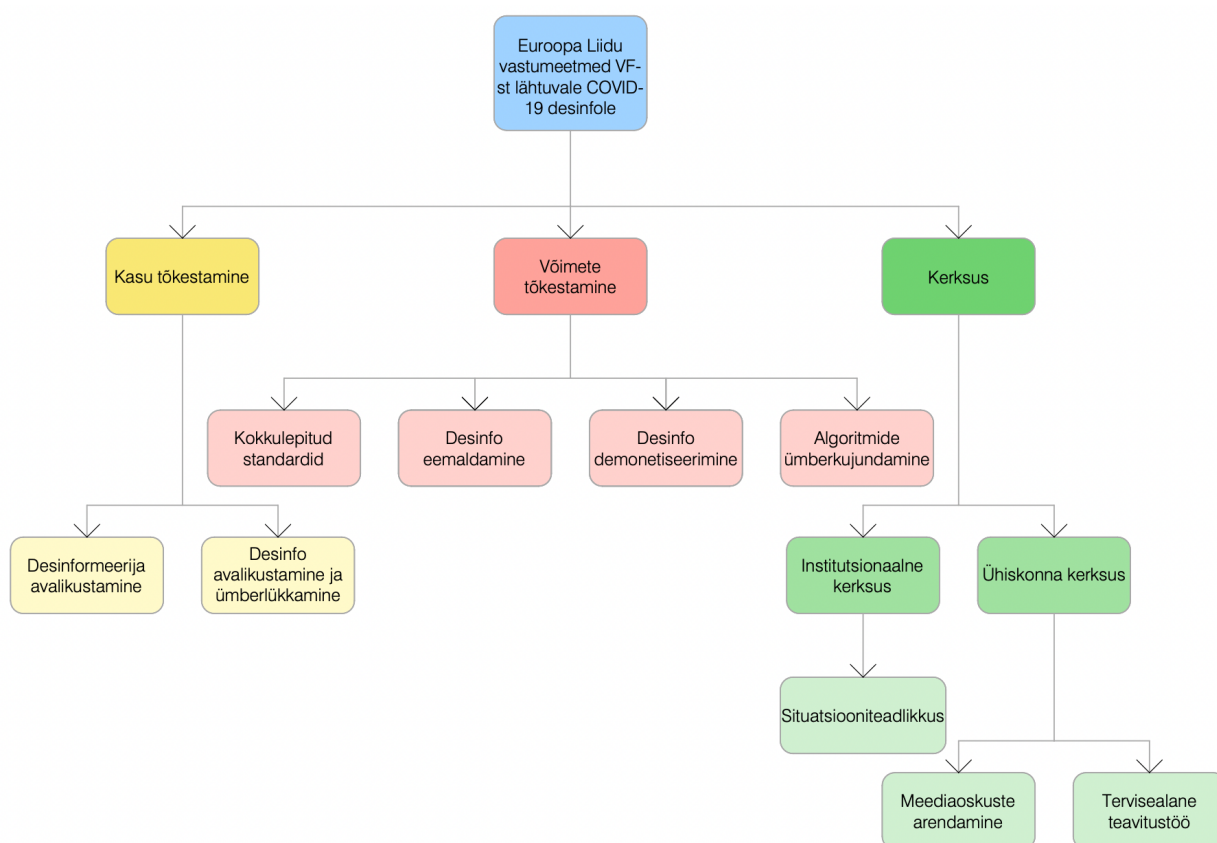 Euroopa Liidu
vastumeetmed VF-
st lähtuvale COVID-
19 desinfole
Kasu tõkestamine
Võimete
tõkestamine
Kerksus
Kokkulepitud
standardid
Desinfo
eemaldamine
Desinfo
demonetiseerimine
Algoritmide
ümberkujundamine
Desinformeerija
avalikustamine
Desinfo
avalikustamine ja
ümberlükkamine
Institutsionaalne
kerksus
Ühiskonna kerksus
Situatsiooniteadlikkus
Meediaoskuste
arendamine
Tervisealane
teavitustöö